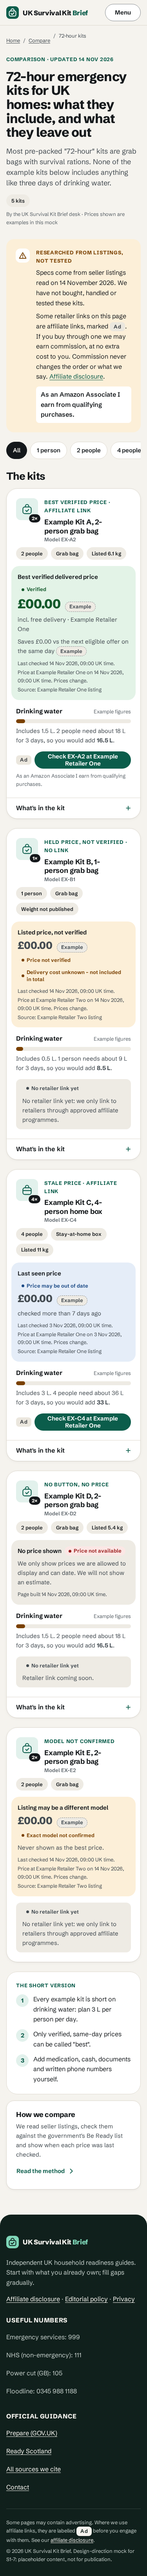 UK Survival Kit Brief
Menu
Home / Compare / 72-hour kits
COMPARISON · UPDATED 14 NOV 2026
72-hour emergency
kits for UK
homes: what they
include, and what
they leave out
Most pre-packed "72-hour" kits are grab
bags with survival rations. None of the
example kits below includes anything
like three days of drinking water.
5 kits
By the UK Survival Kit Brief desk · Prices shown are
examples in this mock
RESEARCHED FROM LISTINGS,
NOT TESTED
Specs come from seller listings
read on 14 November 2026. We
have not bought, handled or
tested these kits.
Some retailer links on this page
are affiliate links, marked Ad .
If you buy through one we may
earn a commission, at no extra
cost to you. Commission never
changes the order or what we
say. Affiliate disclosure.
As an Amazon Associate I
earn from qualifying
purchases.
All
1 person
2 people
4 people
The kits
2×
BEST VERIFIED PRICE ·
AFFILIATE LINK
Example Kit A, 2-
person grab bag
Model EX-A2
2 people
Grab bag
Listed 6.1 kg
Best verified delivered price
Verified
£00.00 Example
Incl. free delivery · Example Retailer
One
Saves £0.00 vs the next eligible offer on
the same day Example
Last checked 14 Nov 2026, 09:00 UK time.
Price at Example Retailer One on 14 Nov 2026,
09:00 UK time. Prices change.
Source: Example Retailer One listing
Drinking water
Example figures
Includes 1.5 L. 2 people need about 18 L
for 3 days, so you would add 16.5 L.
Ad
Check EX-A2 at Example
Retailer One
As an Amazon Associate I earn from qualifying
purchases.
What's in the kit +
1×
HELD PRICE, NOT VERIFIED ·
NO LINK
Example Kit B, 1-
person grab bag
Model EX-B1
1 person
Grab bag
Weight not published
Listed price, not verified
£00.00 Example
Price not verified
Delivery cost unknown – not included
in total
Last checked 14 Nov 2026, 09:00 UK time.
Price at Example Retailer Two on 14 Nov 2026,
09:00 UK time. Prices change.
Source: Example Retailer Two listing
Drinking water
Example figures
Includes 0.5 L. 1 person needs about 9 L
for 3 days, so you would add 8.5 L.
No retailer link yet
No retailer link yet: we only link to
retailers through approved affiliate
programmes.
What's in the kit +
4×
STALE PRICE · AFFILIATE
LINK
Example Kit C, 4-
person home box
Model EX-C4
4 people
Stay-at-home box
Listed 11 kg
Last seen price
Price may be out of date
£00.00 Example
checked more than 7 days ago
Last checked 3 Nov 2026, 09:00 UK time.
Price at Example Retailer One on 3 Nov 2026,
09:00 UK time. Prices change.
Source: Example Retailer One listing
Drinking water
Example figures
Includes 3 L. 4 people need about 36 L
for 3 days, so you would add 33 L.
Ad
Check EX-C4 at Example
Retailer One
What's in the kit +
2×
NO BUTTON, NO PRICE
Example Kit D, 2-
person grab bag
Model EX-D2
2 people
Grab bag
Listed 5.4 kg
No price shown
Price not available
We only show prices we are allowed to
display and can date. We will not show
an estimate.
Page built 14 Nov 2026, 09:00 UK time.
Drinking water
Example figures
Includes 1.5 L. 2 people need about 18 L
for 3 days, so you would add 16.5 L.
No retailer link yet
Retailer link coming soon.
What's in the kit +
2×
MODEL NOT CONFIRMED
Example Kit E, 2-
person grab bag
Model EX-E2
2 people
Grab bag
Listing may be a different model
£00.00 Example
Exact model not confirmed
Never shown as the best price.
Last checked 14 Nov 2026, 09:00 UK time.
Price at Example Retailer Two on 14 Nov 2026,
09:00 UK time. Prices change.
Source: Example Retailer Two listing
No retailer link yet
No retailer link yet: we only link to
retailers through approved affiliate
programmes.
THE SHORT VERSION
1 Every example kit is short on
drinking water: plan 3 L per
person per day.
2 Only verified, same-day prices
can be called "best".
3 Add medication, cash, documents
and written phone numbers
yourself.
How we compare
We read seller listings, check them
against the government's Ready list
and show when each price was last
checked.
Read the method >
UK Survival Kit Brief
Independent UK household readiness guides.
Start with what you already own; fill gaps
gradually.
Affiliate disclosure · Editorial policy · Privacy
USEFUL NUMBERS
Emergency services: 999
NHS (non-emergency): 111
Power cut (GB): 105
Floodline: 0345 988 1188
OFFICIAL GUIDANCE
Prepare (GOV.UK)
Ready Scotland
All sources we cite
Contact
Some pages may contain advertising. Where we use
affiliate links, they are labelled Ad before you engage
with them. See our affiliate disclosure.
© 2026 UK Survival Kit Brief. Design-direction mock for
S1-P, placeholder content, not for publication.